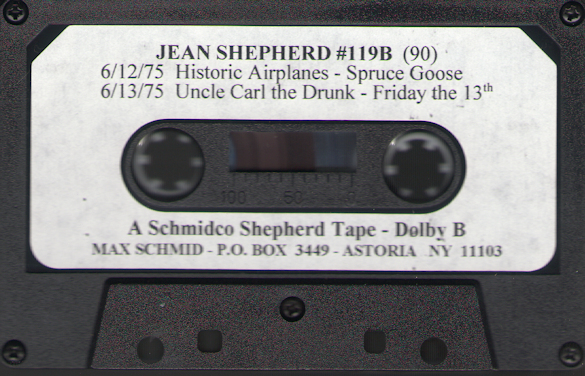 JEAN SHEPHERD #119B (90)
6/12/75 Historic Airplanes - Spruce Goose
6/13/75 Uncle Carl the Drunk - Friday the 13th
100 50 0
A Schmidco Shepherd Tape - Dolby B
MAX SCHMID - P.O. BOX 3449 - ASTORIA NY 11103